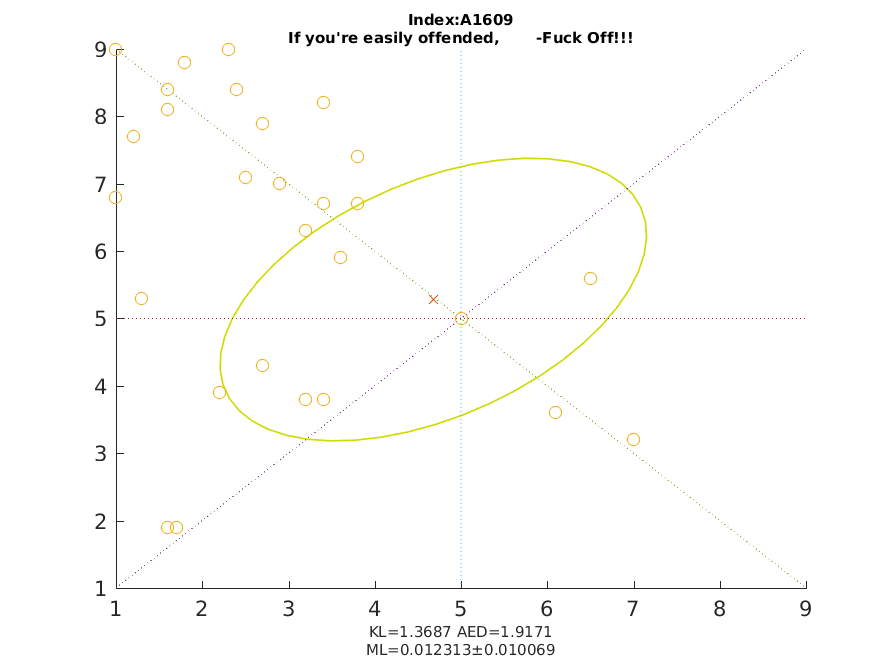 Index:A1609
If you're easily offended, -Fuck Off!!!
9
8
7
6
5
4
3
2
1
1 2 3 4 5 6 7 8 9
KL=1.3687 AED=1.9171
ML=0.012313±0.010069